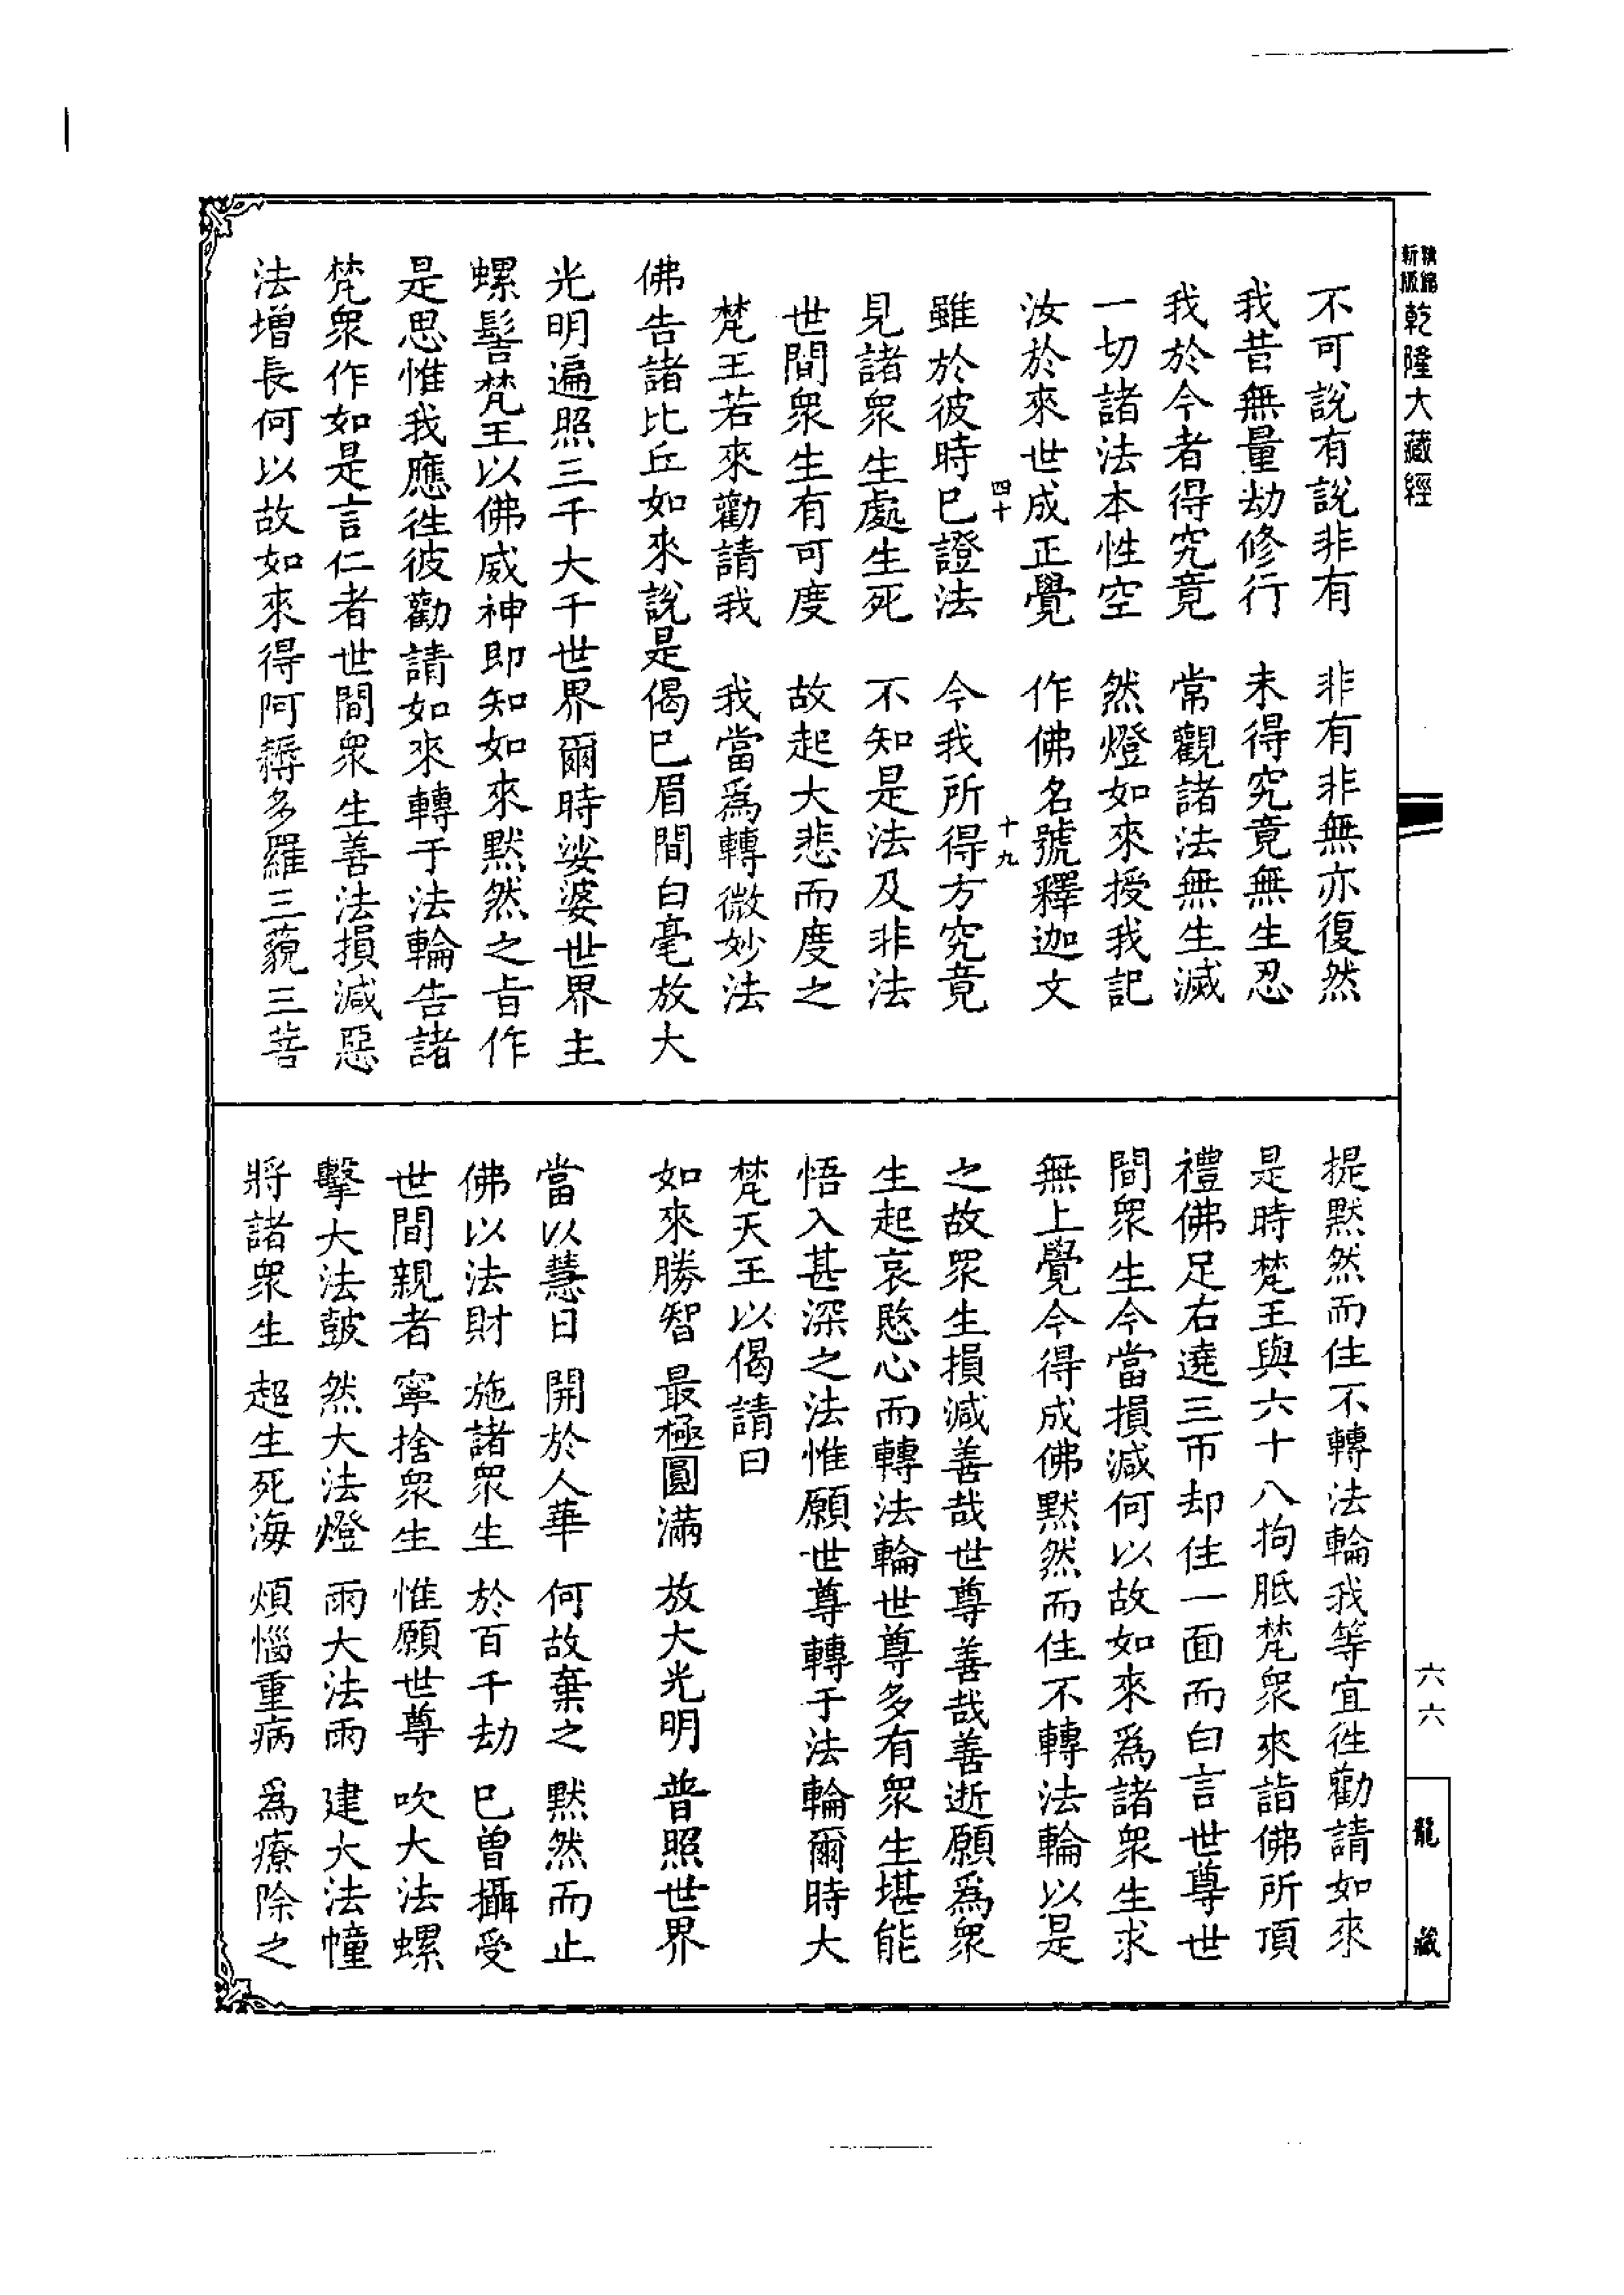 精縮
新版
乾隆大藏經
不可說有說非有　非有非無亦復然
我昔無量劫修行　未得究竟無生忍
我於今者得究竟　常觀諸法無生滅
一切諸法本性空　然燈如來授我記
汝於來世成正覺　作佛名號釋迦文
四十　十九
雖於彼時已證法　今我所得方究竟
見諸衆生處生死　不知是法及非法
世間衆生有可度　故起大悲而度之
梵王若來勸請我　我當爲轉微妙法
佛告諸比丘如來說是偈已眉間白毫放大
光明遍照三千大千世界爾時娑婆世界主
螺髻梵王以佛威神即知如來默然之旨作
是思惟我應徃彼勸請如來轉于法輪告諸
梵衆作如是言仁者世間衆生善法損減惡
法增長何以故如來得阿耨多羅三藐三菩
提默然而住不轉法輪我等宜徃勸請如來
是時梵王與六十八拘胝梵衆來詣佛所頂
禮佛足右遶三帀却住一面而白言世尊世
間衆生今當損減何以故如來爲諸衆生求
無上覺今得成佛默然而住不轉法輪以是
之故衆生損減善哉世尊善哉善逝願爲衆
生起哀愍心而轉法輪世尊多有衆生堪能
悟入甚深之法惟願世尊轉于法輪爾時大
梵天王以偈請曰
如來勝智　最極圓滿　放大光明　普照世界
當以慧日　開於人華　何故棄之　默然而止
佛以法財　施諸衆生　於百千劫　已曾攝受
世間親者　寧捨衆生　惟願世尊　吹大法螺
擊大法鼓　然大法燈　雨大法雨　建大法幢
將諸衆生　超生死海　煩惱重病　爲療除之
六六
龍藏